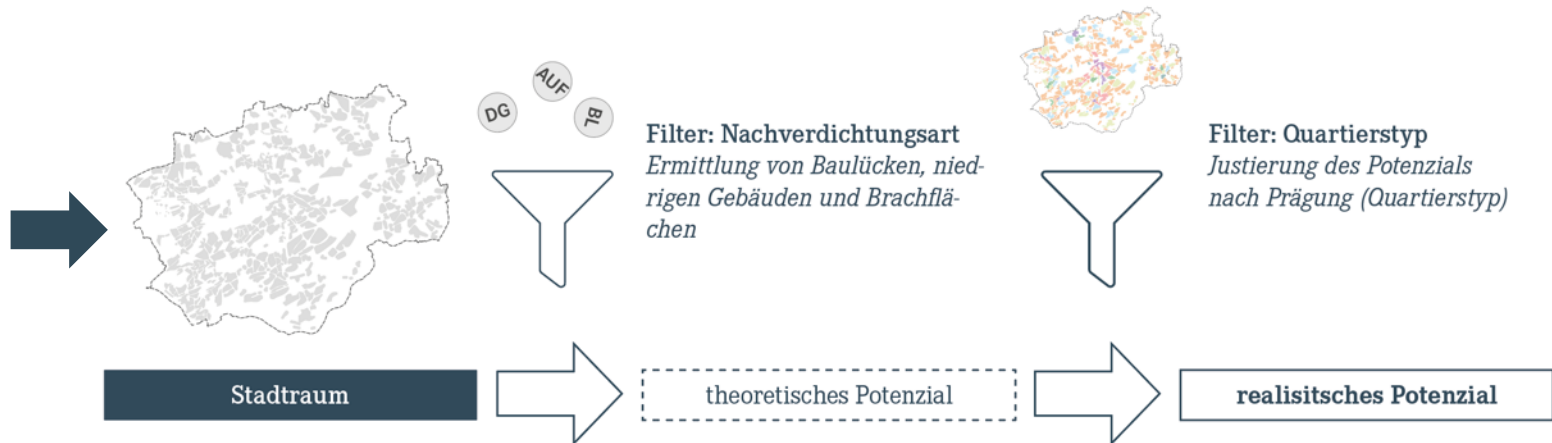 DG
AUF
BL
Filter: Nachverdichtungsart
Ermittlung von Baulücken, nied-
rigen Gebäuden und Brachflä-
chen
Filter: Quartierstyp
Justierung des Potenzials
nach Prägung (Quartierstyp)
Stadtraum
theoretisches Potenzial
realisitsches Potenzial